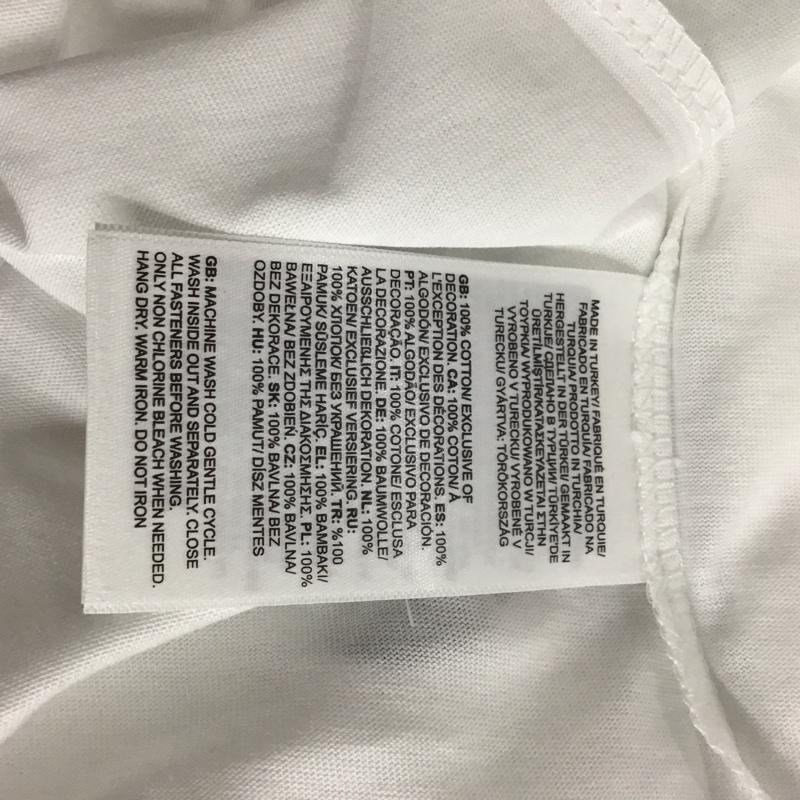 MADE IN TURKEY/ FABRIQUÉ EN TURQUIE/
FABRICADO EN TURQUÍA/ FABRICADO NA
TURQUIA/ PRODOTTO IN TURCHIA/
HERGESTELLT IN DER TÜRKEI/ GEMAAKT IN
TURKIJE/ СДЕЛАНО В ТУРЦИИ/ TÜRKİYE'DE
ÜRETİLMİŞTİR/ΚΑΤΑΣΚΕΥΑΖΕΤΑΙ ΣΤΗΝ
ΤΟΥΡΚΙΑ/ WYPRODUKOWANO W TURCJI/
VYROBENO V TURECKU/ VYROBENÉ V
TURECKU/ GYÁRTVA: TÖRÖKORSZÁG
GB: 100% COTTON/ EXCLUSIVE OF
DECORATION. CA: 100% COTON/ À
L'EXCEPTION DES DÉCORATIONS. ES: 100%
ALGODÓN/ EXCLUSIVO DE DECORACIÓN.
PT: 100% ALGODÃO/ EXCLUSIVO PARA
DECORAÇÃO. IT: 100% COTONE/ ESCLUSA
LA DECORAZIONE. DE: 100% BAUMWOLLE/
AUSSCHLIEßLICH DEKORATION. NL: 100%
KATOEN/ EXCLUSIEF VERSIERING. RU:
100% ХЛОПОК/ БЕЗ УКРАШЕНИЙ. TR: %100
PAMUK/ SÜSLEME HARİÇ. EL: 100% ΒΑΜΒΑΚΙ/
ΕΞΑΙΡΟΥΜΕΝΗΣ ΤΗΣ ΔΙΑΚΟΣΜΗΣΗΣ. PL: 100%
BAWEŁNA/ BEZ ZDOBIEŃ. CZ: 100% BAVLNA/
BEZ DEKORACE. SK: 100% BAVLNA/ BEZ
OZDOBY. HU: 100% PAMUT/ DÍSZ MENTES
GB: MACHINE WASH COLD GENTLE CYCLE.
WASH INSIDE OUT AND SEPARATELY. CLOSE
ALL FASTENERS BEFORE WASHING.
ONLY NON CHLORINE BLEACH WHEN NEEDED.
HANG DRY. WARM IRON. DO NOT IRON